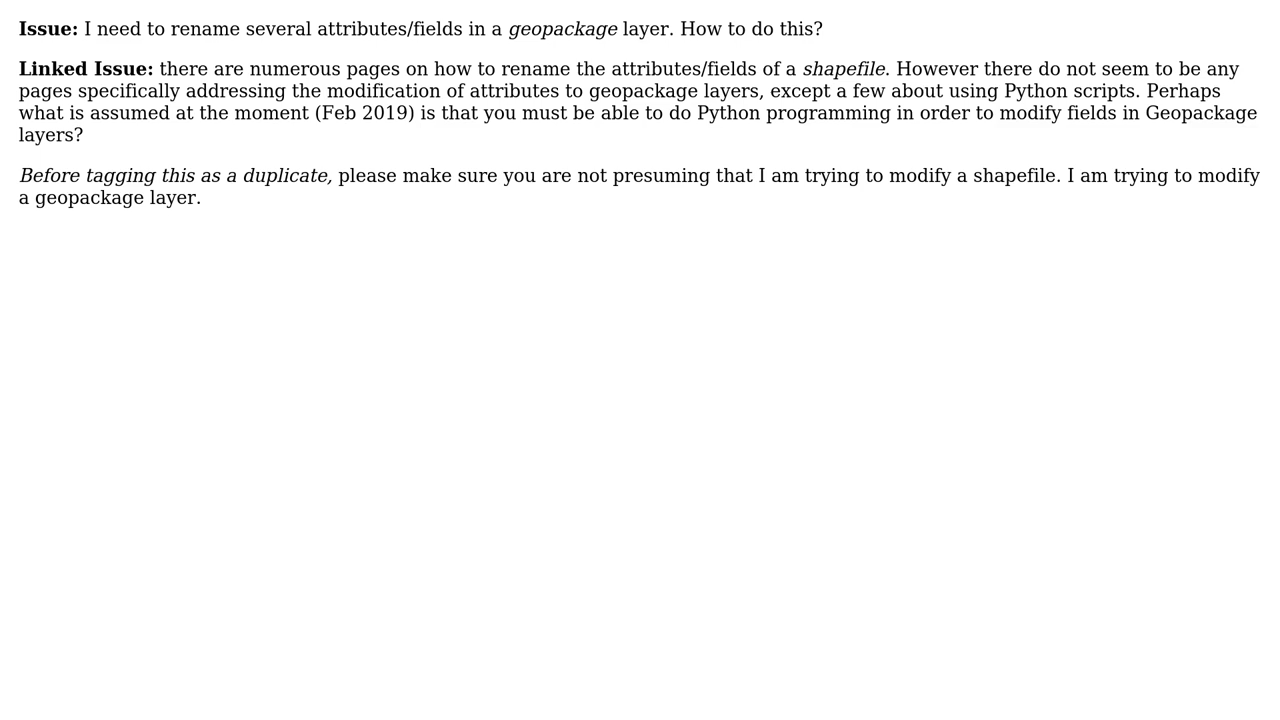 Issue: I need to rename several attributes/fields in a geopackage layer. How to do this?
Linked Issue: there are numerous pages on how to rename the attributes/fields of a shapefile. However there do not seem to be any
pages specifically addressing the modification of attributes to geopackage layers, except a few about using Python scripts. Perhaps
what is assumed at the moment (Feb 2019) is that you must be able to do Python programming in order to modify fields in Geopackage
layers?
Before tagging this as a duplicate, please make sure you are not presuming that I am trying to modify a shapefile. I am trying to modify
a geopackage layer.